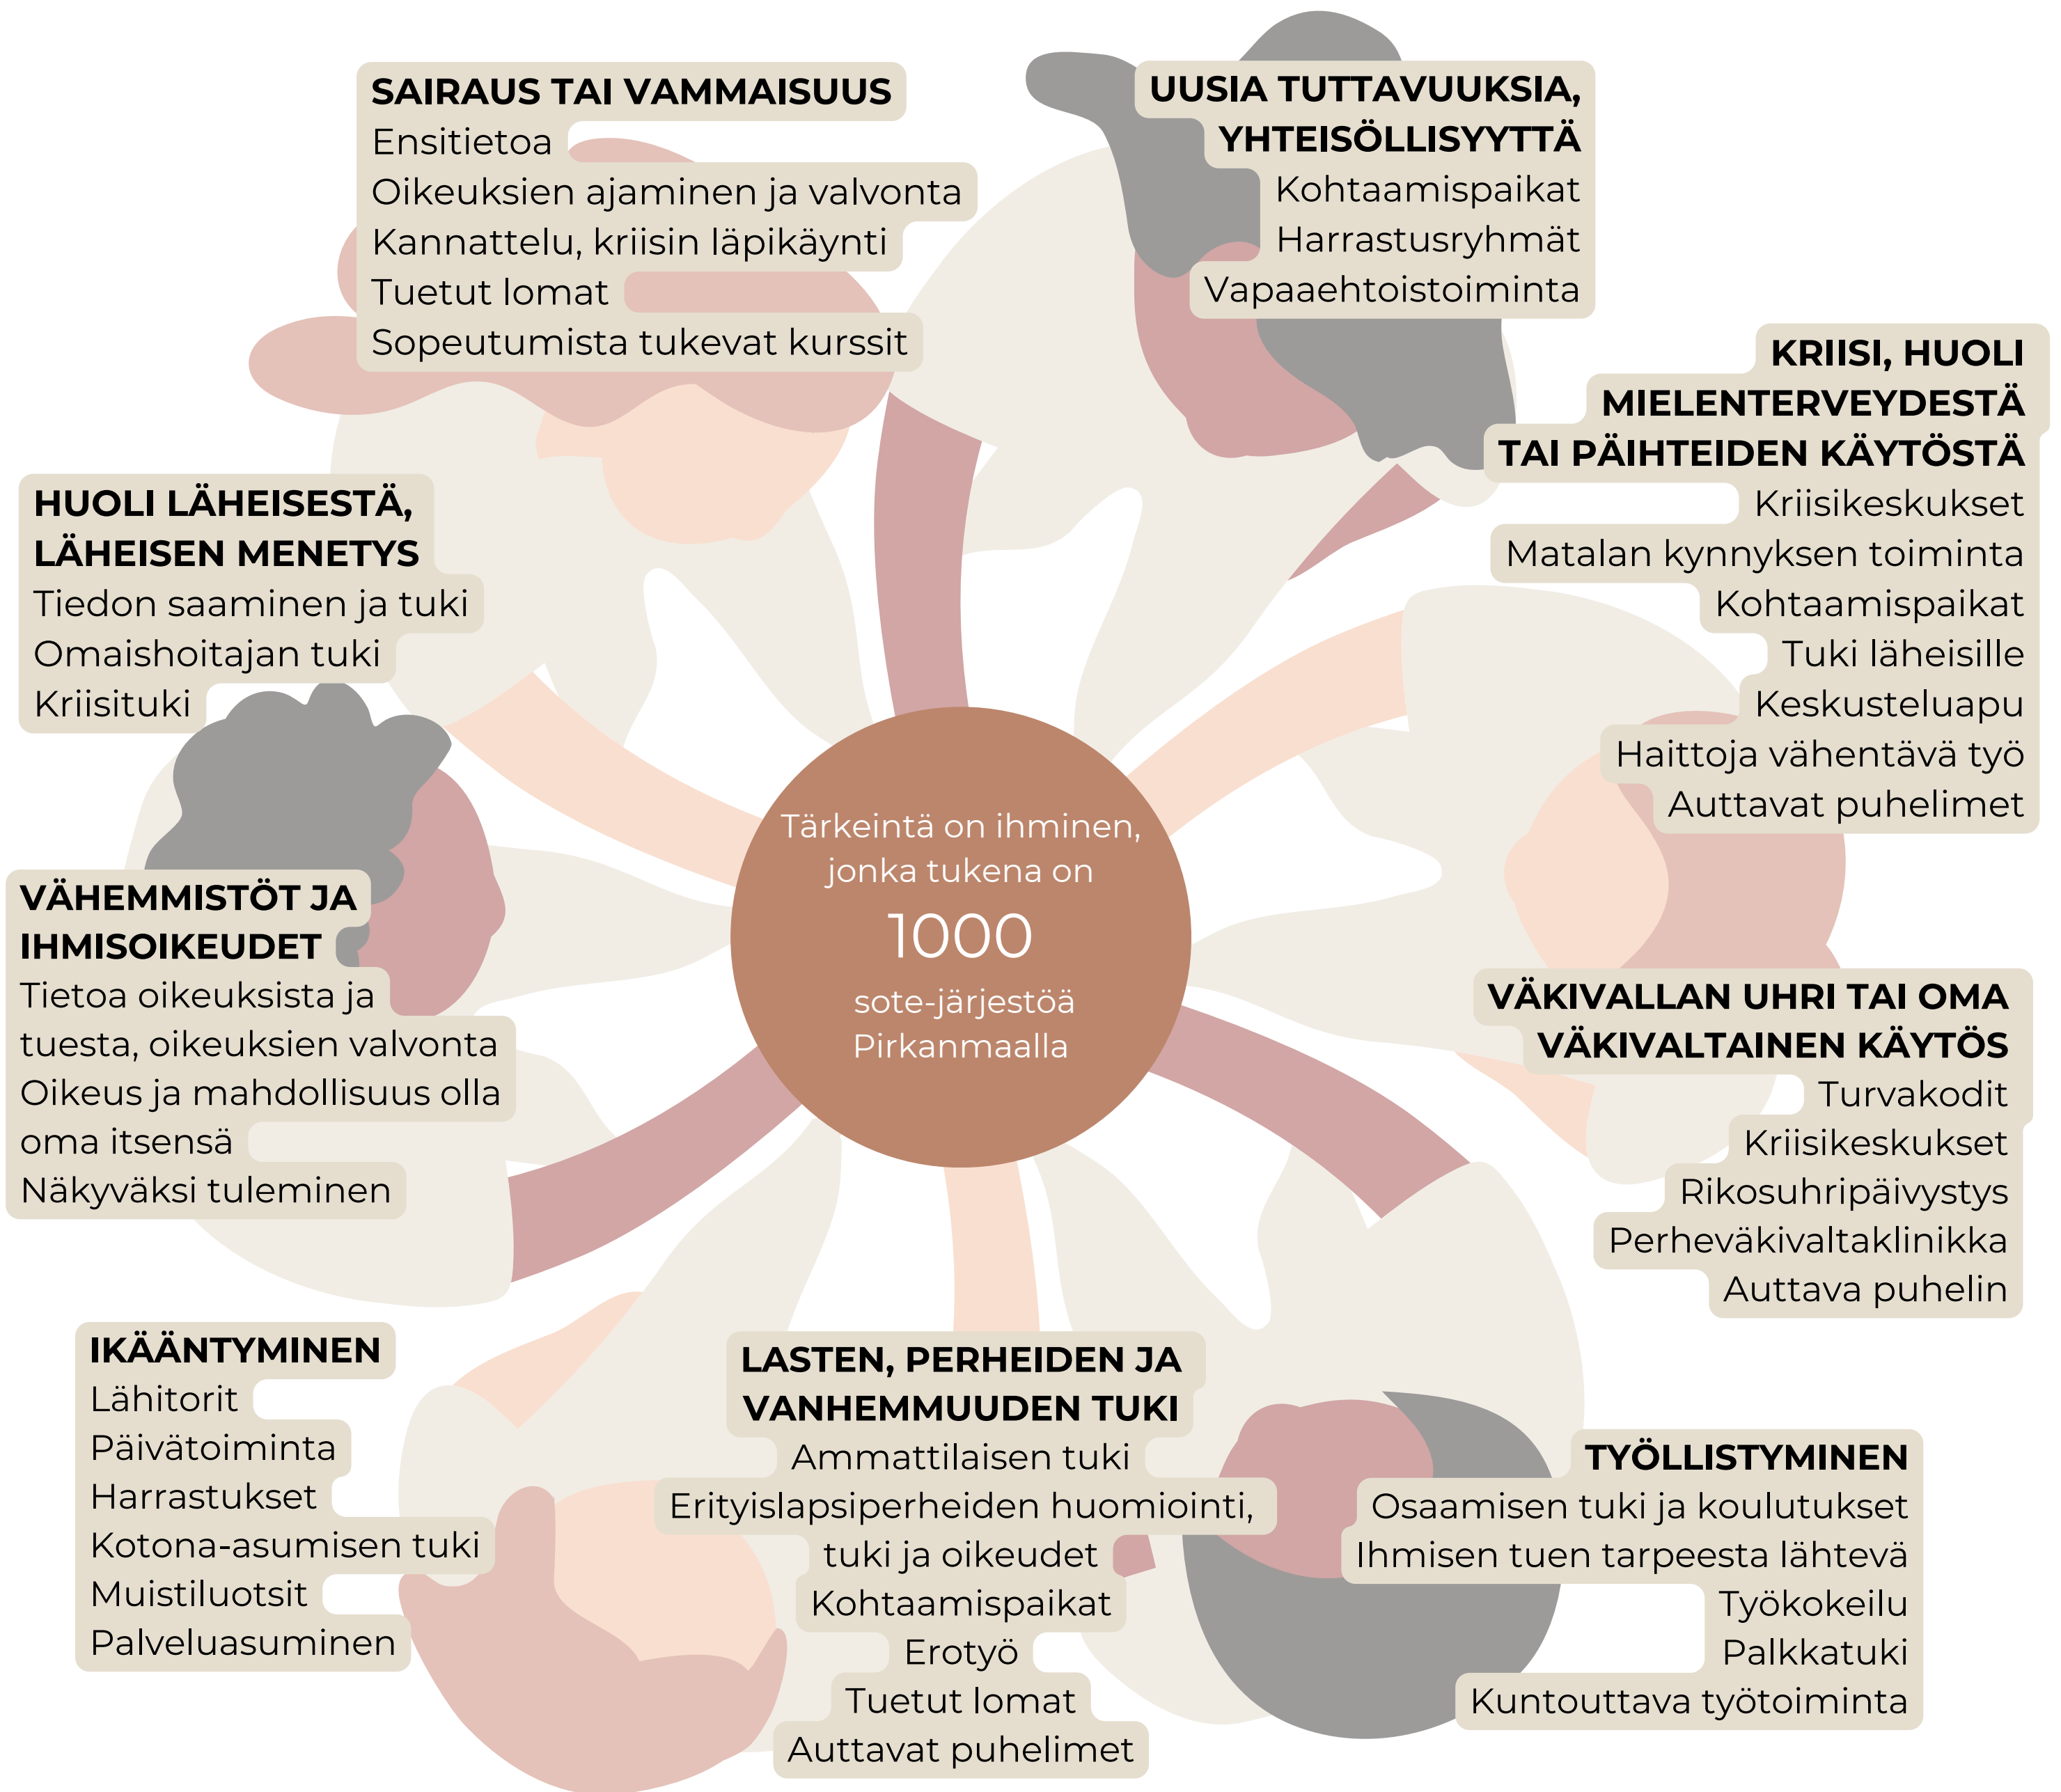 SAIRAUS TAI VAMMAISUUS
Ensitietoa
Oikeuksien ajaminen ja valvonta
Kannattelu, kriisin läpikäynti
Tuetut lomat
Sopeutumista tukevat kurssit
UUSIA TUTTAVUUKSIA,
YHTEISÖLLISYYTTÄ
Kohtaamispaikat
Harrastusryhmät
Vapaaehtoistoiminta
KRIISI, HUOLI
MIELENTERVEYDESTÄ
TAI PÄIHTEIDEN KÄYTÖSTÄ
Kriisikeskukset
Matalan kynnyksen toiminta
Kohtaamispaikat
Tuki läheisille
Keskusteluapu
Haittoja vähentävä työ
Auttavat puhelimet
HUOLI LÄHEISESTÄ,
LÄHEISEN MENETYS
Tiedon saaminen ja tuki
Omaishoitajan tuki
Kriisituki
Tärkeintä on ihminen,
jonka tukena on
1000
sote-järjestöä
Pirkanmaalla
VÄHEMMISTÖT JA
IHMISOIKEUDET
Tietoa oikeuksista ja
tuesta, oikeuksien valvonta
Oikeus ja mahdollisuus olla
oma itsensä
Näkyväksi tuleminen
VÄKIVALLAN UHRI TAI OMA
VÄKIVALTAINEN KÄYTÖS
Turvakodit
Kriisikeskukset
Rikosuhripäivystys
Perheväkivaltaklinikka
Auttava puhelin
IKÄÄNTYMINEN
Lähitorit
Päivätoiminta
Harrastukset
Kotona-asumisen tuki
Muistiluotsit
Palveluasuminen
LASTEN, PERHEIDEN JA
VANHEMMUUDEN TUKI
Ammattilaisen tuki
Erityislapsiperheiden huomiointi,
tuki ja oikeudet
Kohtaamispaikat
Erotyö
Tuetut lomat
Auttavat puhelimet
TYÖLLISTYMINEN
Osaamisen tuki ja koulutukset
Ihmisen tuen tarpeesta lähtevä
Työkokeilu
Palkkatuki
Kuntouttava työtoiminta